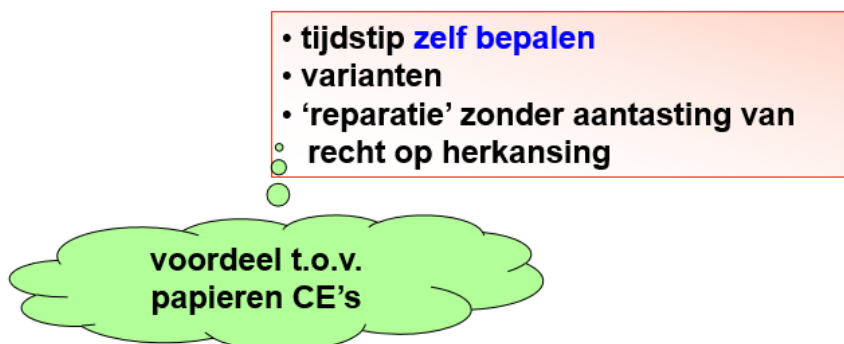 • tijdstip zelf bepalen
• varianten
• ‘reparatie’ zonder aantasting van
recht op herkansing
voordeel t.o.v.
papieren CE’s